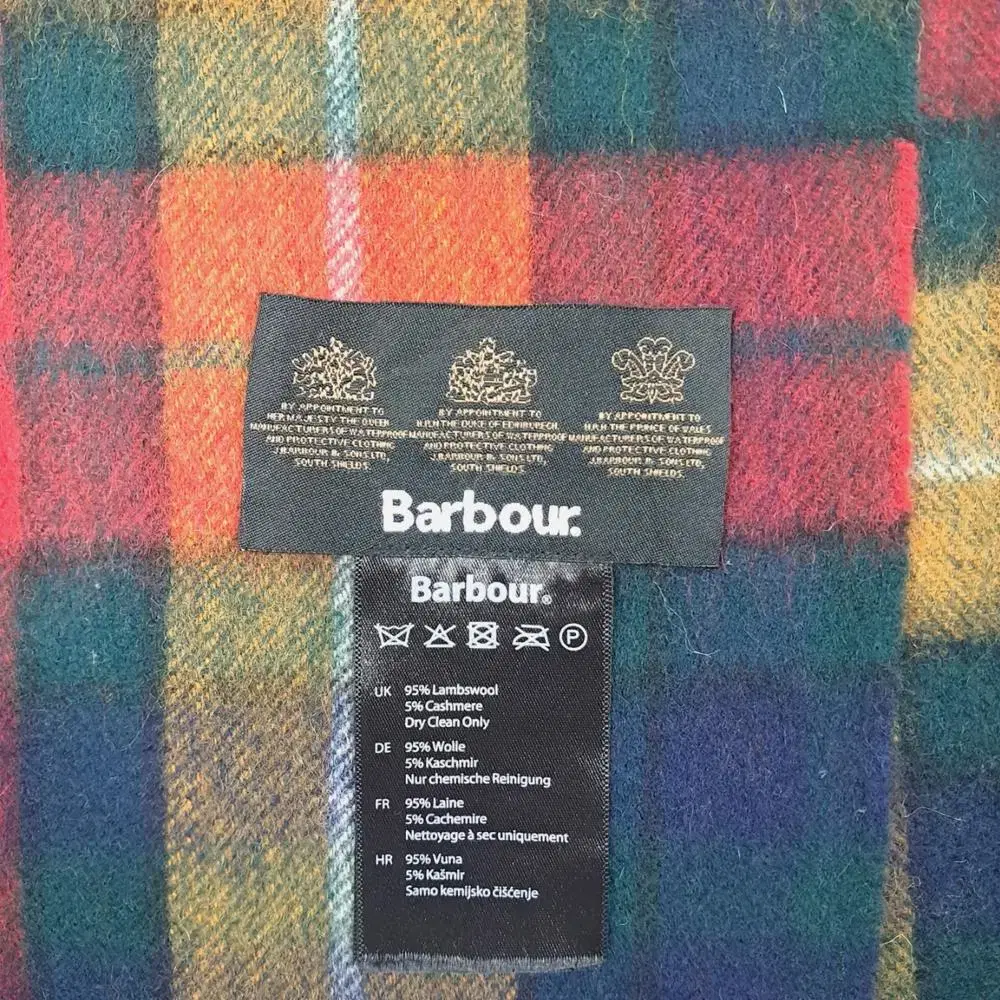 BY APPOINTMENT TO
HER MAJESTY THE QUEEN
MANUFACTURERS OF WATERPROOF
AND PROTECTIVE CLOTHING
J.BARBOUR & SONS LTD,
SOUTH SHIELDS.
BY APPOINTMENT TO
H.R.H. THE DUKE OF EDINBURGH,
MANUFACTURERS OF WATERPROOF
AND PROTECTIVE CLOTHING
J.BARBOUR & SONS LTD,
SOUTH SHIELDS
BY APPOINTMENT TO
H.R.H THE PRINCE OF WALES
MANUFACTURERS OF WATERPROOF
AND PROTECTIVE CLOTHING
J.BARBOUR & SONS LTD,
SOUTH SHIELDS.
Barbour.
Barbour®
P
UK 95% Lambswool
5% Cashmere
Dry Clean Only
DE 95% Wolle
5% Kaschmir
Nur chemische Reinigung
FR 95% Laine
5% Cachemire
Nettoyage à sec uniquement
HR 95% Vuna
5% Kašmir
Samo kemijsko čišćenje